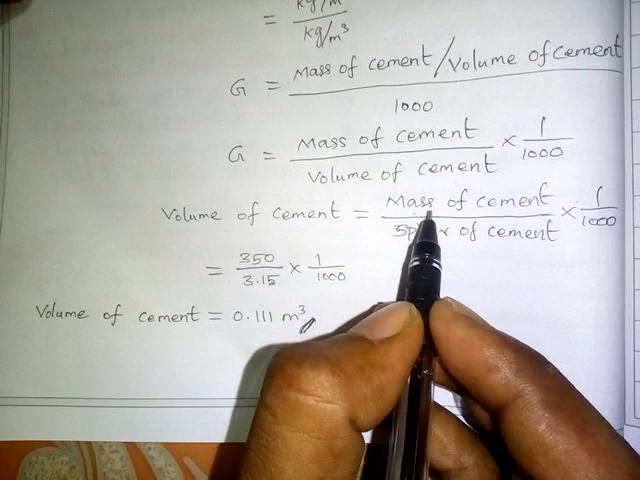 = kg/m³ / kg/m³
G = Mass of cement/Volume of cement / 1000
G = Mass of cement / Volume of cement × 1 / 1000
Volume of cement = Mass of cement / of cement × 1 / 1000
= 350 / 3.15 × 1 / 1000
Volume of cement = 0.111 m³